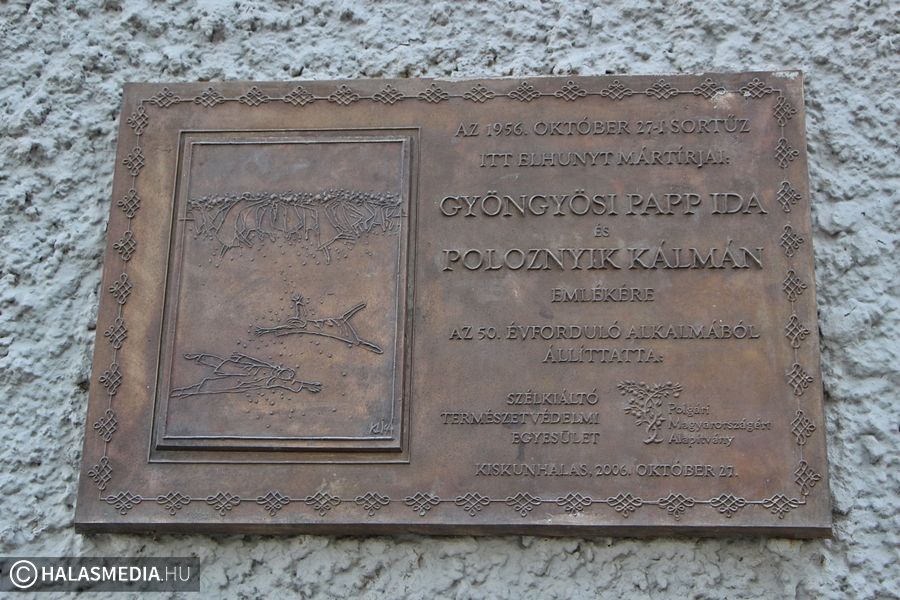 AZ 1956. OKTÓBER 27-I SORTŰZ
ITT ELHUNYT MÁRTÍRJAI:
GYÖNGYÖSI PAPP IDA
ÉS
POLOZNYIK KÁLMÁN
EMLÉKÉRE
AZ 50. ÉVFORDULÓ ALKALMÁBÓL
ÁLLÍTTATTA:
SZÉLKIÁLTÓ
TERMÉSZETVÉDELMI
EGYESÜLET
Polgári
Magyarországért
Alapítvány
KISKUNHALAS, 2006. OKTÓBER 27.
© HALASMEDIA.HU